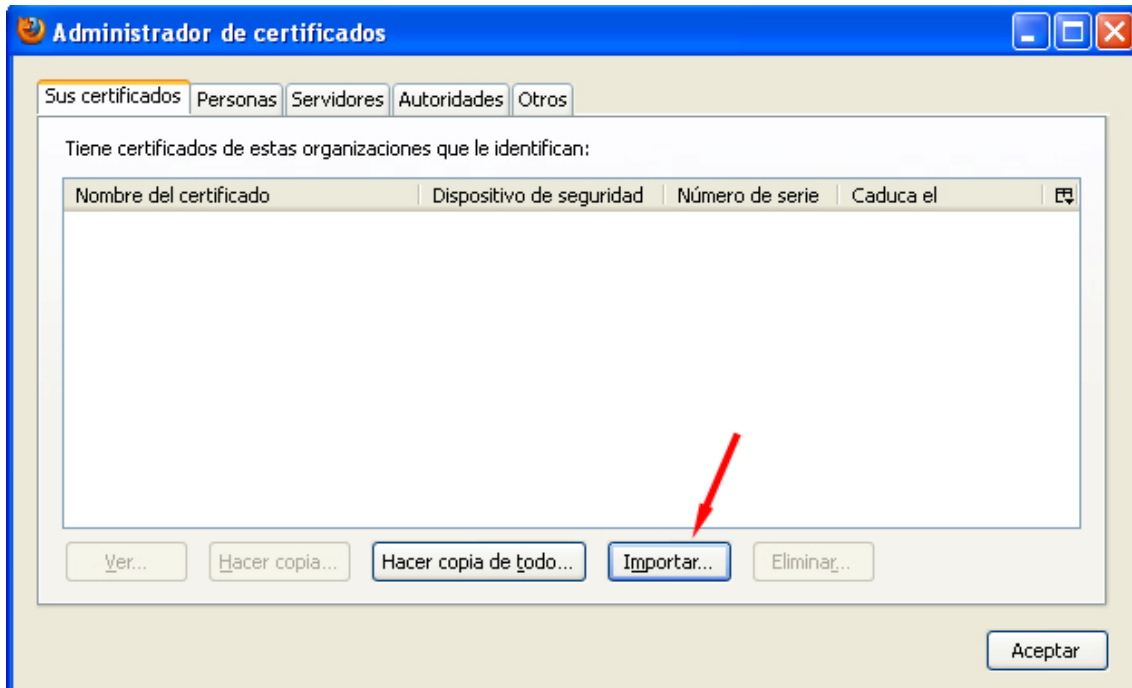 Administrador de certificados
Sus certificados Personas Servidores Autoridades Otros
Tiene certificados de estas organizaciones que le identifican:
Nombre del certificado Dispositivo de seguridad Número de serie Caduca el
Ver... Hacer copia... Hacer copia de todo... Importar... Eliminar...
Aceptar